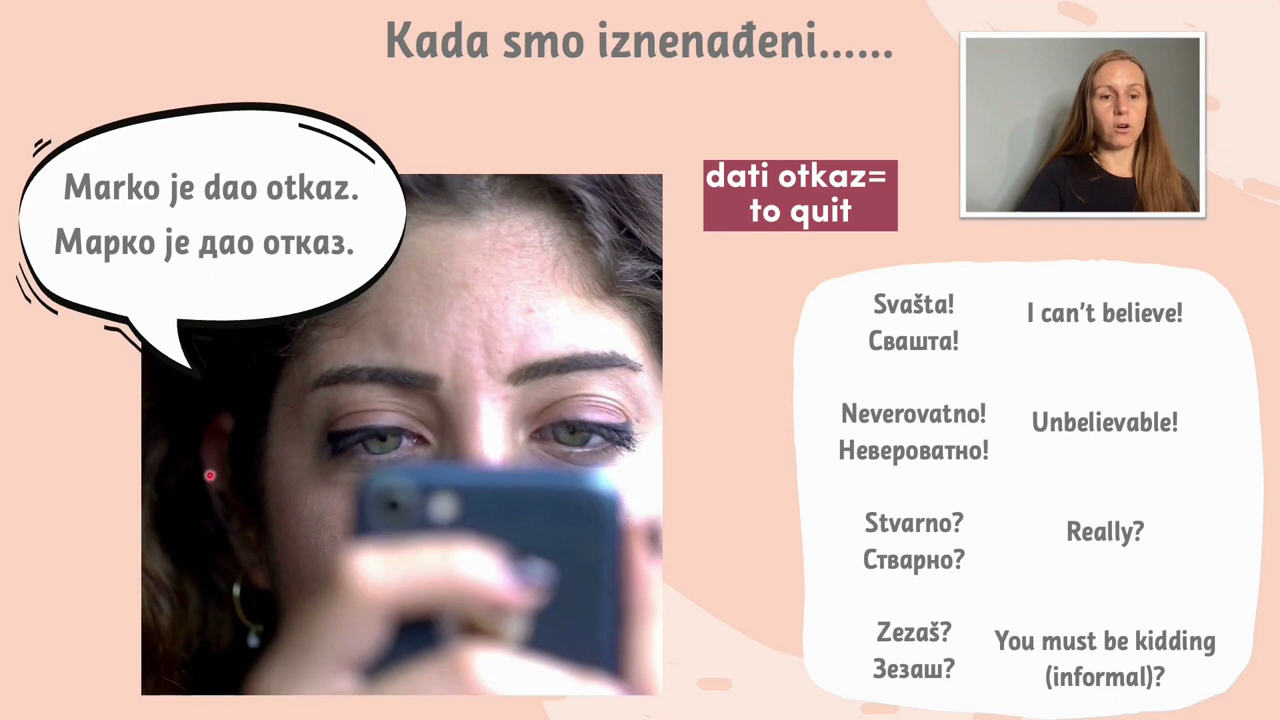 Kada smo iznenađeni......
Marko je dao otkaz.
Марко је дао отказ.
dati otkaz=
to quit
Svašta!
Свашта!
I can't believe!
Neverovatno!
Невероватно!
Unbelievable!
Stvarno?
Стварно?
Really?
Zezaš?
Зезаш?
You must be kidding
(informal)?